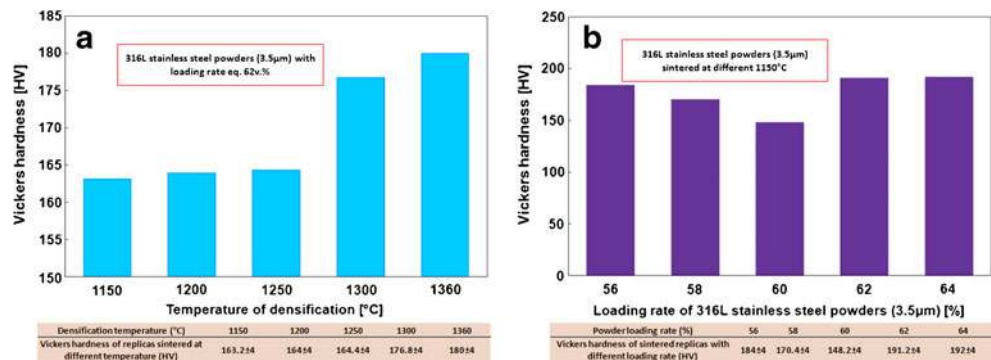 a
316L stainless steel powders (3.5µm) with
loading rate eq. 62v.%
Vickers hardness [HV]
185
180
175
170
165
160
155
150
1150
1200
1250
1300
1360
Temperature of densification [°C]
Densification temperature (°C) 1150 1200 1250 1300 1360
Vickers hardness of replicas sintered at
different temperature (HV) 163.2±4 164±4 164.4±4 176.8±4 180±4
b
316L stainless steel powders (3.5µm)
sintered at different 1150°C
Vickers hardness [HV]
250
200
150
100
50
0
56
58
60
62
64
Loading rate of 316L stainless steel powders (3.5µm) [%]
Powder loading rate (%) 56 58 60 62 64
Vickers hardness of sintered replicas with
different loading rate (HV) 184±4 170.4±4 148.2±4 191.2±4 192±4